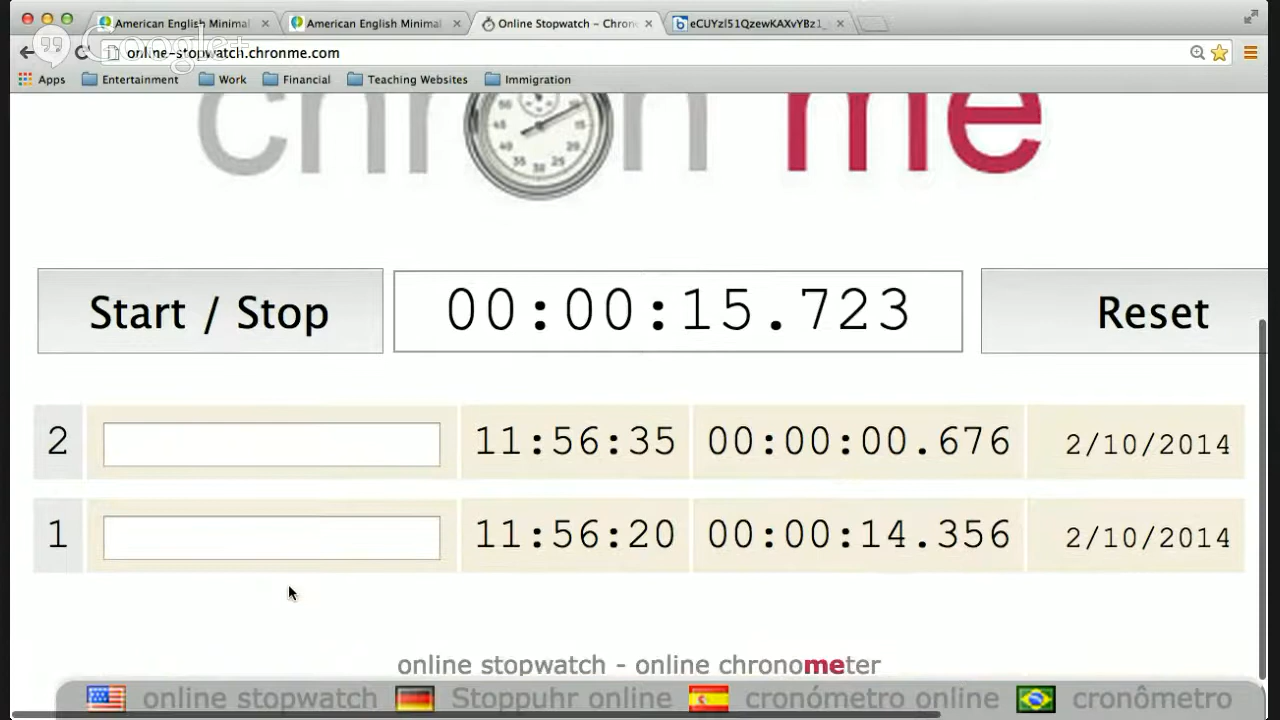 American English Minimal
American English Minimal
Online Stopwatch – Chron
eCUYzl51QzewKAXvYBz1_
Google+
online-stopwatch.chronme.com
Apps Entertainment Work Financial Teaching Websites Immigration
chron me
Start / Stop 00:00:15.723 Reset
2 11:56:35 00:00:00.676 2/10/2014
1 11:56:20 00:00:14.356 2/10/2014
online stopwatch - online chronometer
online stopwatch Stoppuhr online cronómetro online cronômetro